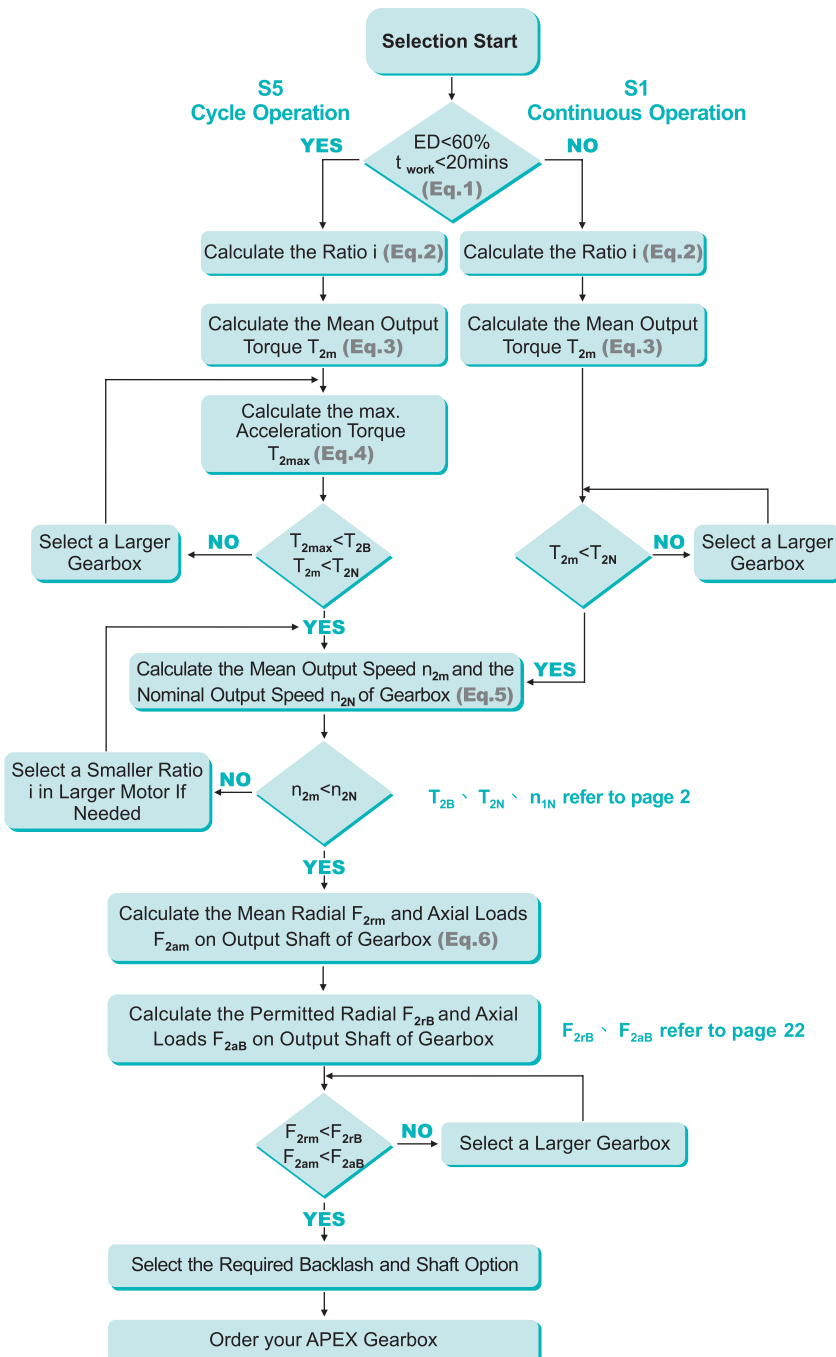 Selection Start
S5
Cycle Operation
S1
Continuous Operation
YES
ED<60%
t work<20mins
(Eq.1)
NO
Calculate the Ratio i (Eq.2)
Calculate the Ratio i (Eq.2)
Calculate the Mean Output
Torque T2m (Eq.3)
Calculate the Mean Output
Torque T2m (Eq.3)
Calculate the max.
Acceleration Torque
T2max (Eq.4)
Select a Larger
Gearbox
NO
T2max<T2B
T2m<T2N
T2m<T2N
NO
Select a Larger
Gearbox
YES
YES
Calculate the Mean Output Speed n2m and the
Nominal Output Speed n2N of Gearbox (Eq.5)
Select a Smaller Ratio
i in Larger Motor If
Needed
NO
n2m<n2N
T2B、T2N、n1N refer to page 2
YES
Calculate the Mean Radial F2rm and Axial Loads
F2am on Output Shaft of Gearbox (Eq.6)
Calculate the Permitted Radial F2rB and Axial
Loads F2aB on Output Shaft of Gearbox
F2rB、F2aB refer to page 22
F2rm<F2rB
F2am<F2aB
NO
Select a Larger Gearbox
YES
Select the Required Backlash and Shaft Option
Order your APEX Gearbox